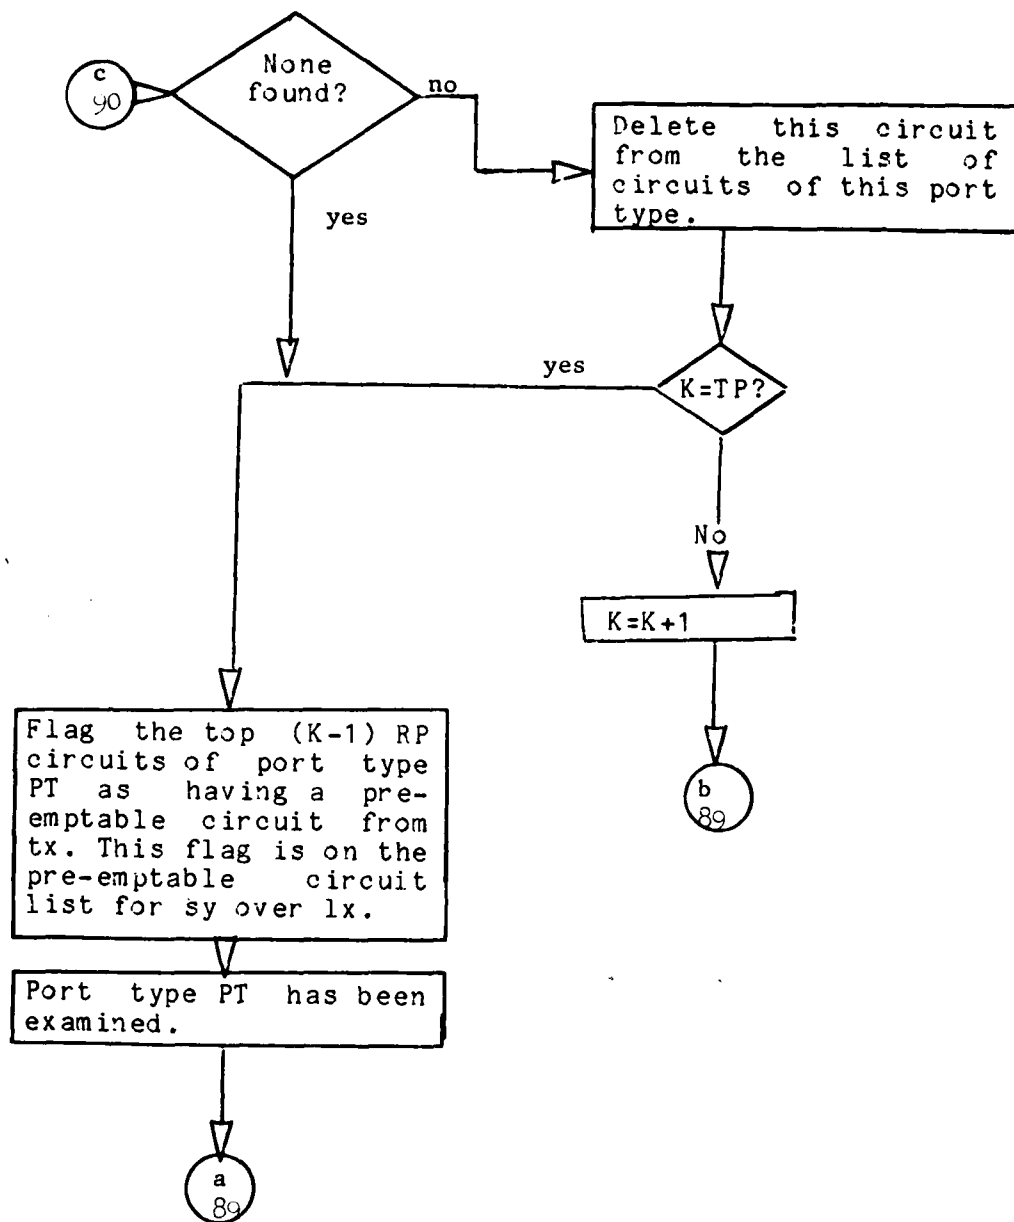 c
90
None
found?
no
Delete this circuit
from the list of
circuits of this port
type.
yes
yes
K=TP?
No
K=K+1
Flag the top (K-1) RP
circuits of port type
PT as having a pre-
emptable circuit from
tx. This flag is on the
pre-emptable circuit
list for sy over lx.
b
89
Port type PT has been
examined.
a
89